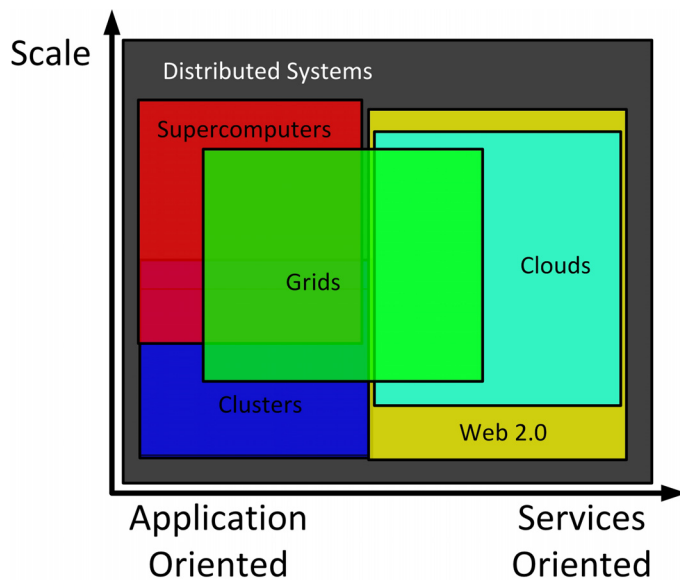 Scale
Distributed Systems
Supercomputers
Grids
Clouds
Clusters
Web 2.0
Application
Oriented
Services
Oriented